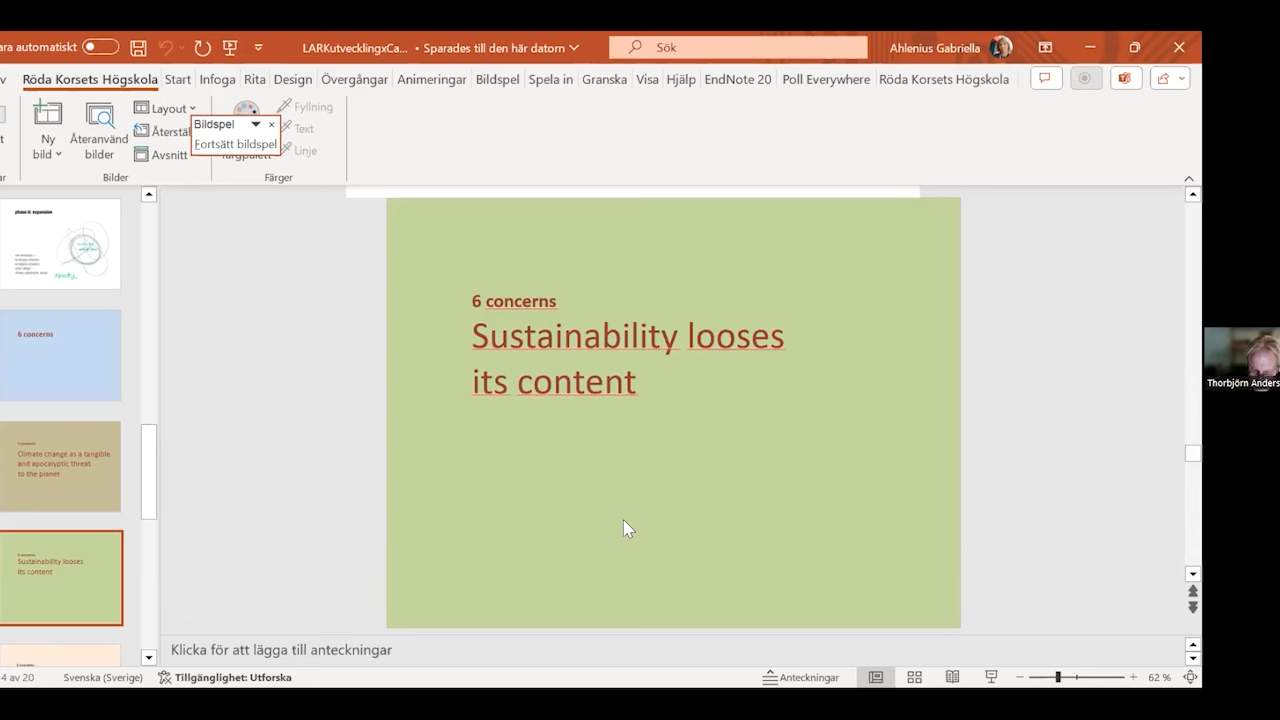 ara automatiskt
LARKutvecklingxCa... • Sparades till den här datorn
Sök
Ahlenius Gabriella
v Röda Korsets Högskola Start Infoga Rita Design Övergångar Animeringar Bildspel Spela in Granska Visa Hjälp EndNote 20 Poll Everywhere Röda Korsets Högskola
Ny bild
Återanvänd bilder
Layout
Återstäl
Avsnitt
Bildspel
Fortsätt bildspel
Fyllning
Text
Linje
Bilder
Färger
phase 6: expansion
6 concerns
Climate change as a tangible
and apocalyptic threat
to the planet
Sustainability looses
its content
6 concerns
Sustainability looses
its content
Thorbjörn Anders
Klicka för att lägga till anteckningar
4 av 20
Svenska (Sverige)
Tillgänglighet: Utforska
Anteckningar
62 %